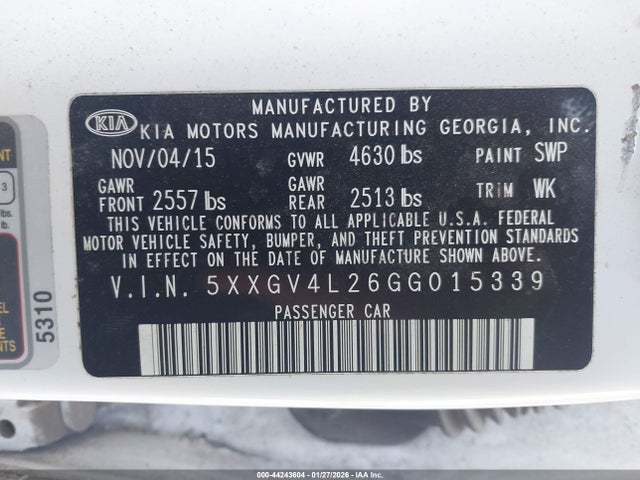 MANUFACTURED BY
KIA KIA MOTORS MANUFACTURING GEORGIA, INC.
NOV/04/15 GVWR 4630 lbs PAINT SWP
GAWR FRONT 2557 lbs GAWR REAR 2513 lbs TRIM WK
THIS VEHICLE CONFORMS TO ALL APPLICABLE U.S.A. FEDERAL
MOTOR VEHICLE SAFETY, BUMPER, AND THEFT PREVENTION STANDARDS
IN EFFECT ON THE DATE OF MANUFACTURE SHOWN ABOVE.
V.I.N. 5XXGV4L26GG015339
PASSENGER CAR
5310
3
lbs.
000-44243604 | 01/27/2026 - IAA Inc.